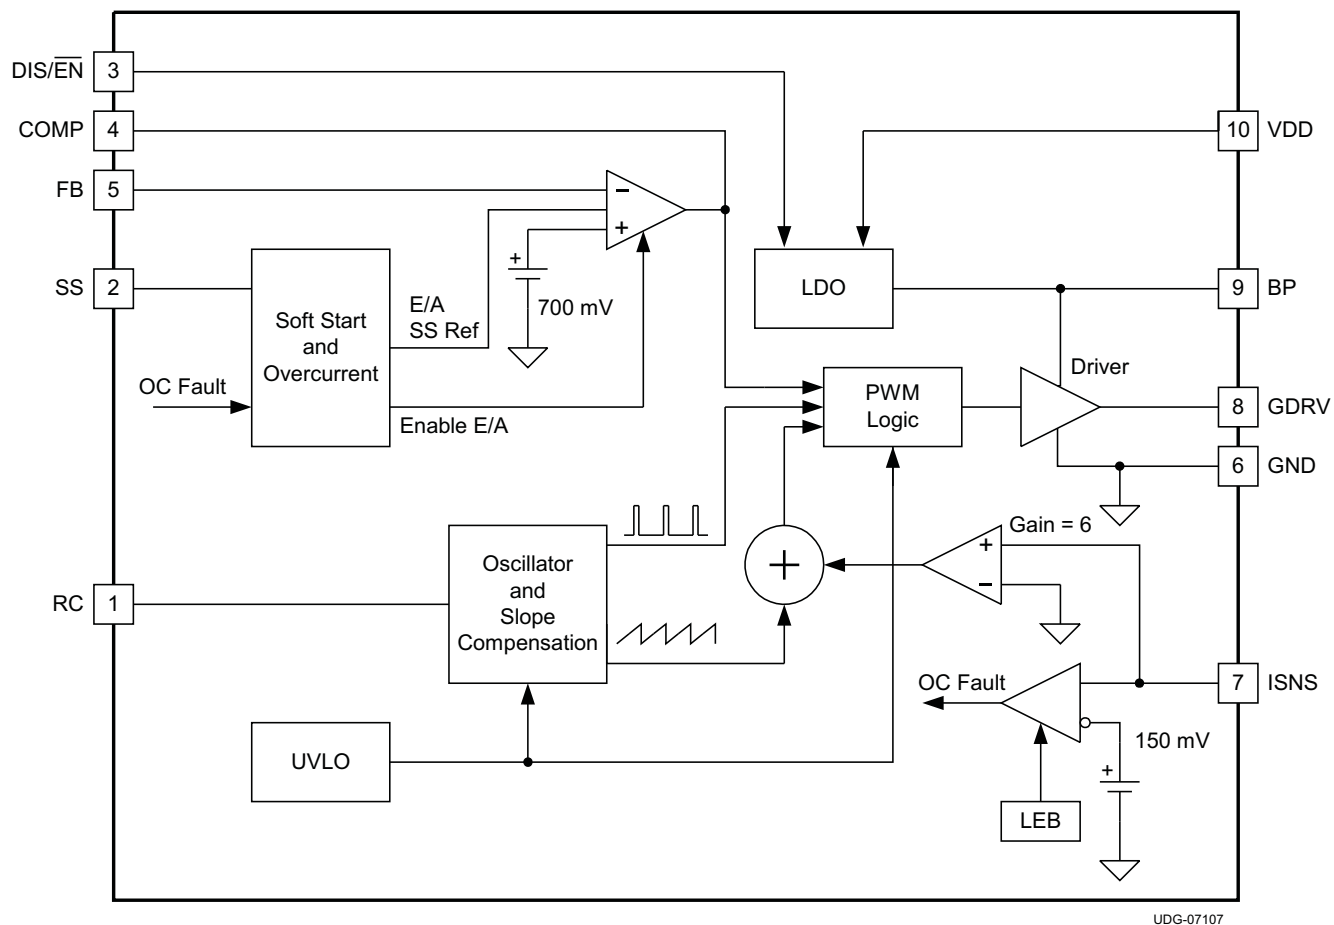 DIS/EN
3
COMP
4
10
VDD
FB
5
−
+
+
700 mV
SS
2
Soft Start
and
Overcurrent
E/A
SS Ref
OC Fault
Enable E/A
LDO
9
BP
Driver
PWM
Logic
8
GDRV
6
GND
Gain = 6
+
−
+
Oscillator
and
Slope
Compensation
RC
1
OC Fault
7
ISNS
150 mV
+
UVLO
LEB
UDG-07107